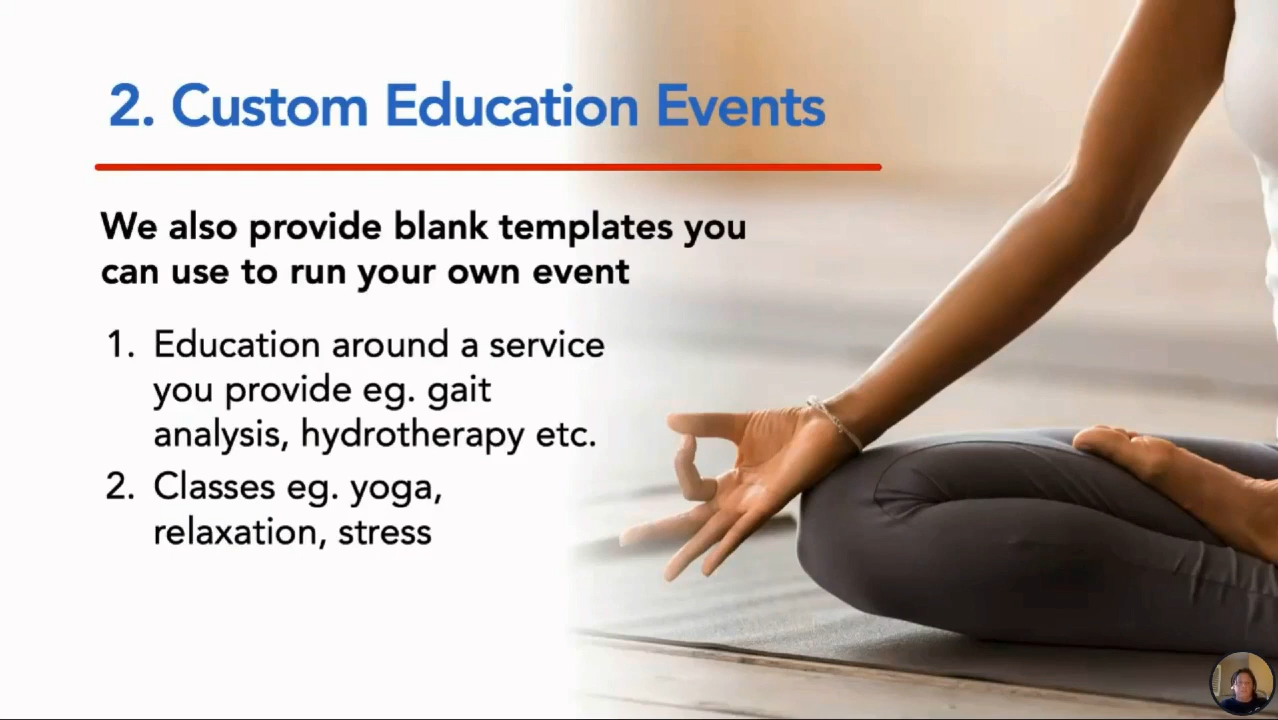 2. Custom Education Events
We also provide blank templates you
can use to run your own event
1. Education around a service
you provide eg. gait
analysis, hydrotherapy etc.
2. Classes eg. yoga,
relaxation, stress